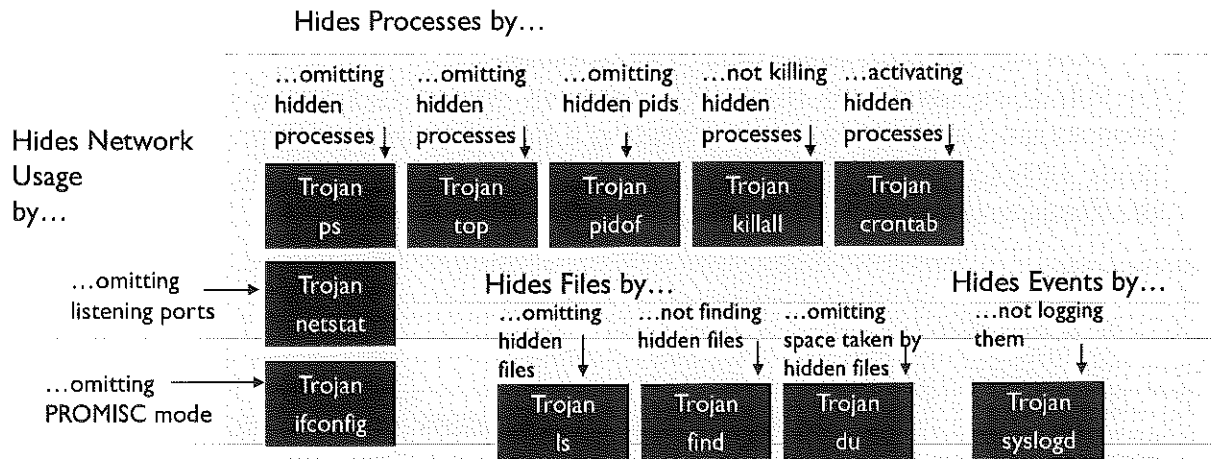 Hides Processes by…
…omitting
hidden
processes
…omitting
hidden
processes
…omitting
hidden pids
…not killing
hidden
processes
…activating
hidden
processes
Hides Network
Usage
by…
Trojan
ps
Trojan
top
Trojan
pidof
Trojan
killall
Trojan
crontab
…omitting
listening ports
Trojan
netstat
Hides Files by…
Hides Events by…
…omitting
hidden
files
…not finding
hidden files
…omitting
space taken by
hidden files
…not logging
them
…omitting
PROMISC mode
Trojan
ifconfig
Trojan
ls
Trojan
find
Trojan
du
Trojan
syslogd